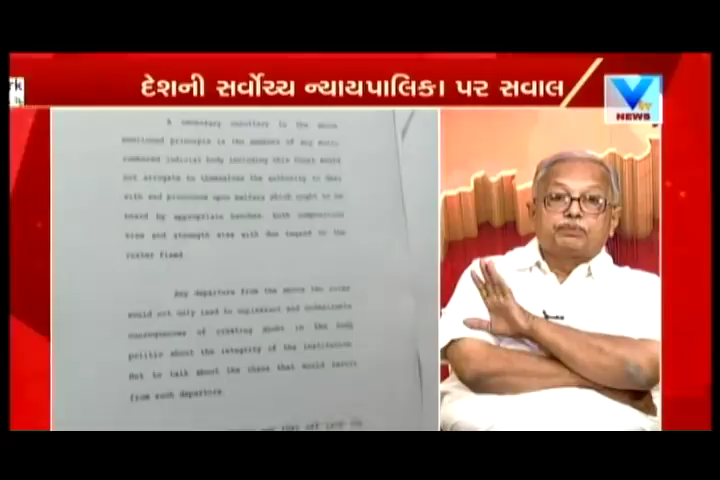 દેશની સર્વોચ્ચ ન્યાયપાલિકા પર સવાલ
V tv
NEWS
rk
A necessary corollary to the above
mentioned principle is the members of any multi
numbered judicial body including this Court would
not arrogate to themselves the authority to deal
with and pronounce upon matters which ought to be
heard by appropriate benches, both composition
wise and strength wise with due regard to the
roster fixed.
Any departure from the above two rules
would not only lead to unpleasant and undesirable
consequences of creating doubt in the body
politic about the integrity of the institution.
Not to talk about the chaos that would result
from such departure.